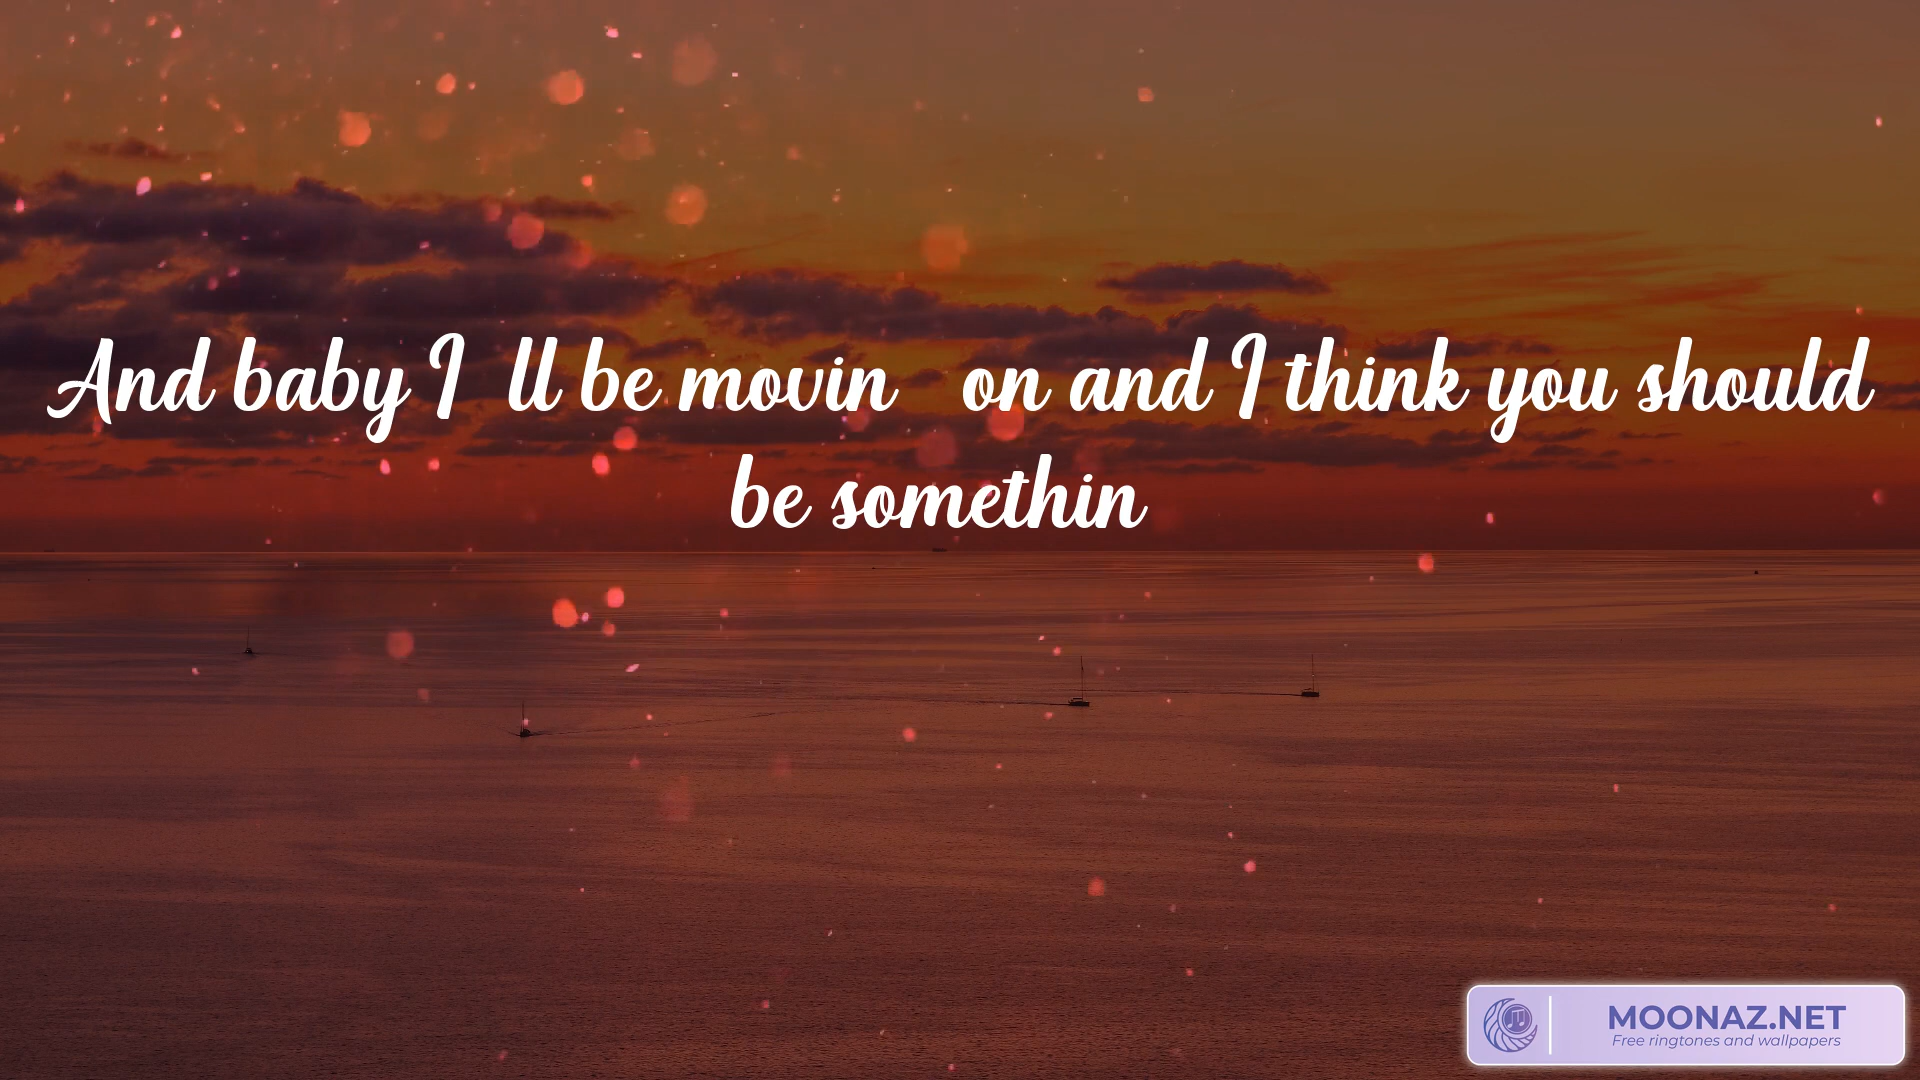 And baby I ll be movin on and I think you should
be somethin
MOONAZ.NET
Free ringtones and wallpapers